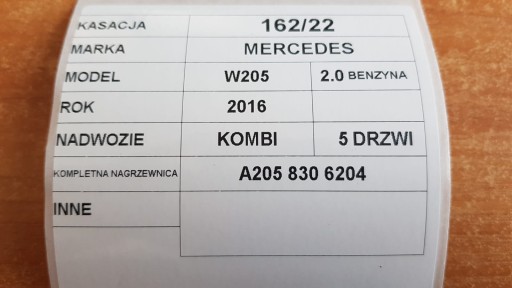 KASACJA 162/22
MARKA MERCEDES
MODEL W205 2.0 BENZYNA
ROK 2016
NADWOZIE KOMBI 5 DRZWI
KOMPLETNA NAGRZEWNICA A205 830 6204
INNE